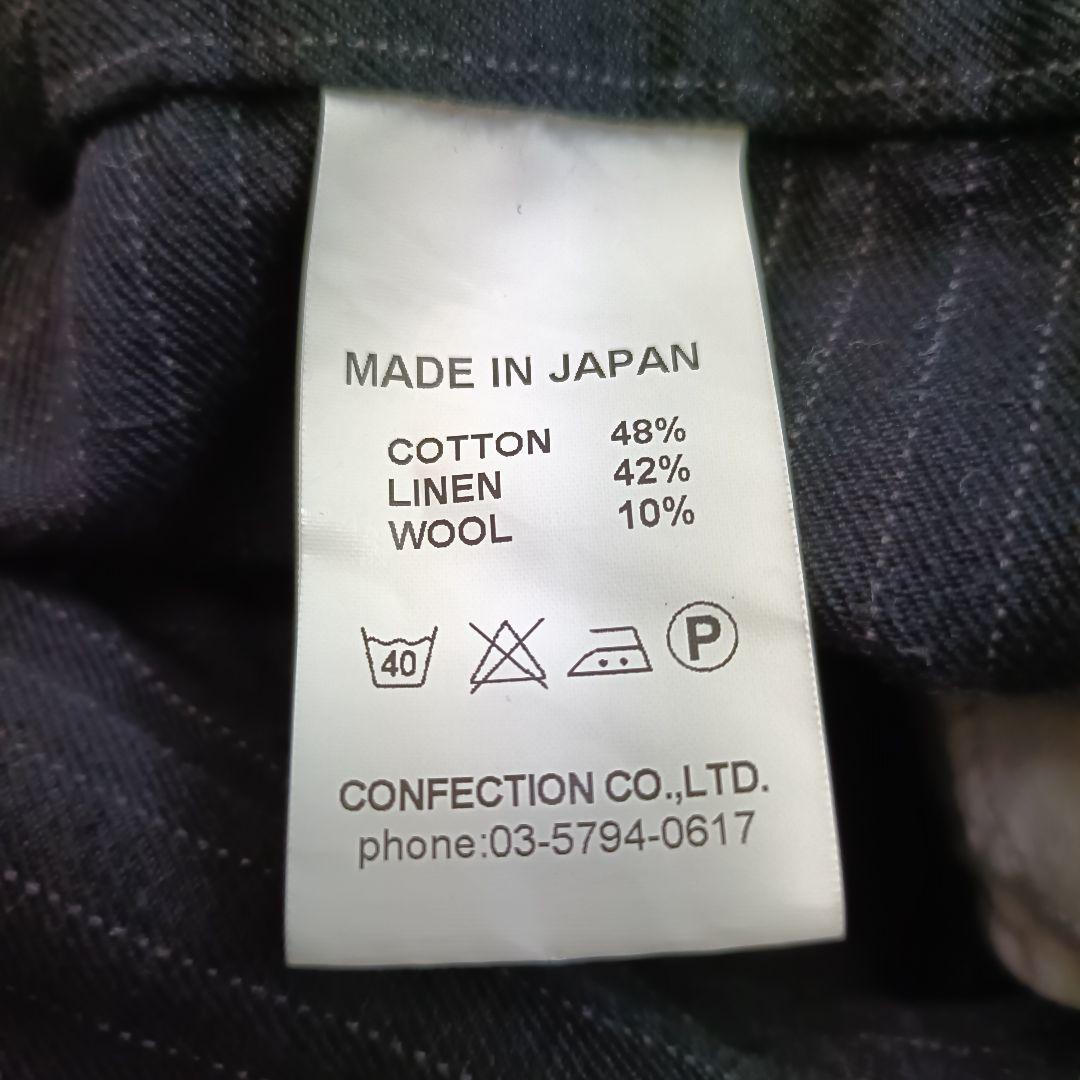 MADE IN JAPAN
COTTON 48%
LINEN 42%
WOOL 10%
40 P
CONFECTION CO.,LTD.
phone:03-5794-0617